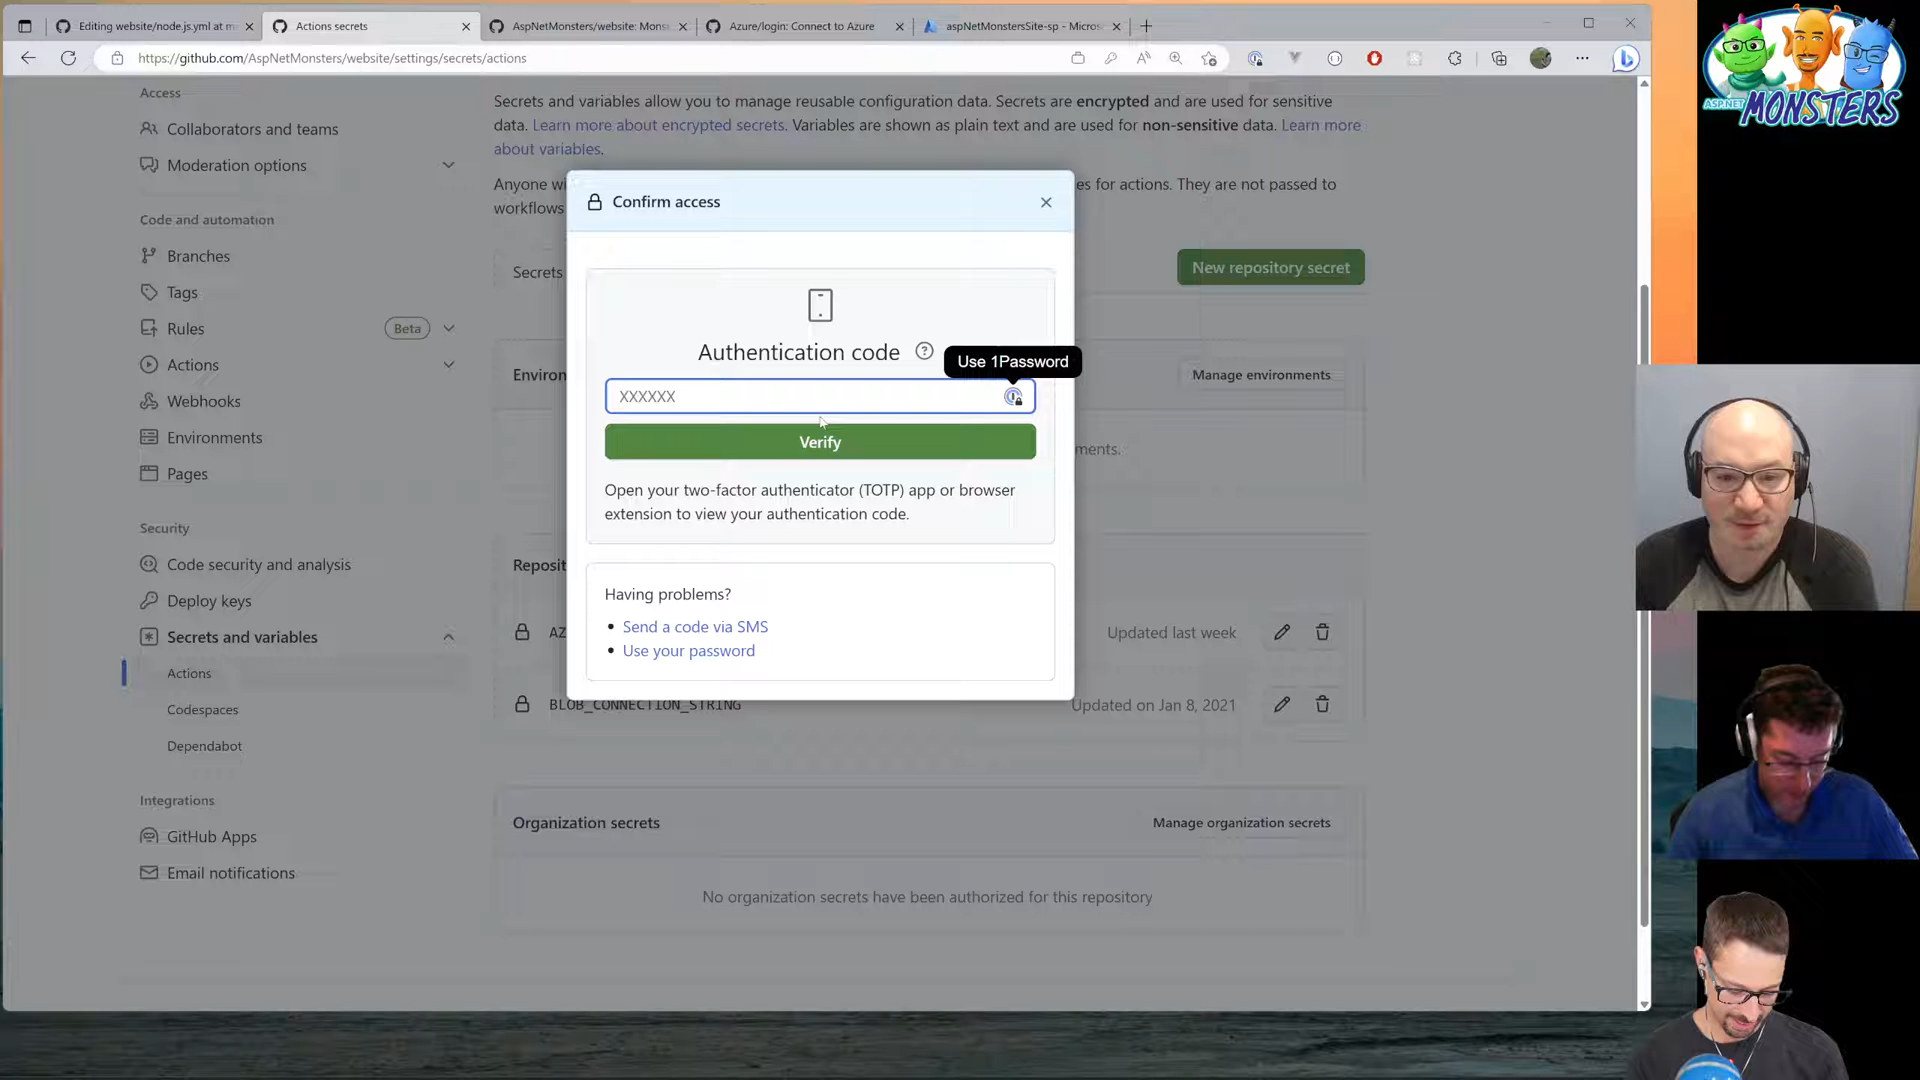 Editing website/node.js.yml at m
Actions secrets
AspNetMonsters/website: Mons
Azure/login: Connect to Azure
aspNetMonstersSite-sp - Micros
https://github.com/AspNetMonsters/website/settings/secrets/actions
ASP.NET
MONSTERS
Access
Collaborators and teams
Moderation options
Code and automation
Branches
Tags
Rules
Beta
Actions
Webhooks
Environments
Pages
Security
Code security and analysis
Deploy keys
Secrets and variables
Actions
Codespaces
Dependabot
Integrations
GitHub Apps
Email notifications
Secrets and variables allow you to manage reusable configuration data. Secrets are encrypted and are used for sensitive
data. Learn more about encrypted secrets. Variables are shown as plain text and are used for non-sensitive data. Learn more
about variables.
Anyone wi
es for actions. They are not passed to
workflows
Secrets
New repository secret
Environ
Manage environments
ments.
Confirm access
Authentication code
Use 1Password
XXXXXX
Verify
Open your two-factor authenticator (TOTP) app or browser
extension to view your authentication code.
Having problems?
• Send a code via SMS
• Use your password
Reposit
AZ
Updated last week
BLOB_CONNECTION_STRING
Updated on Jan 8, 2021
Organization secrets
Manage organization secrets
No organization secrets have been authorized for this repository